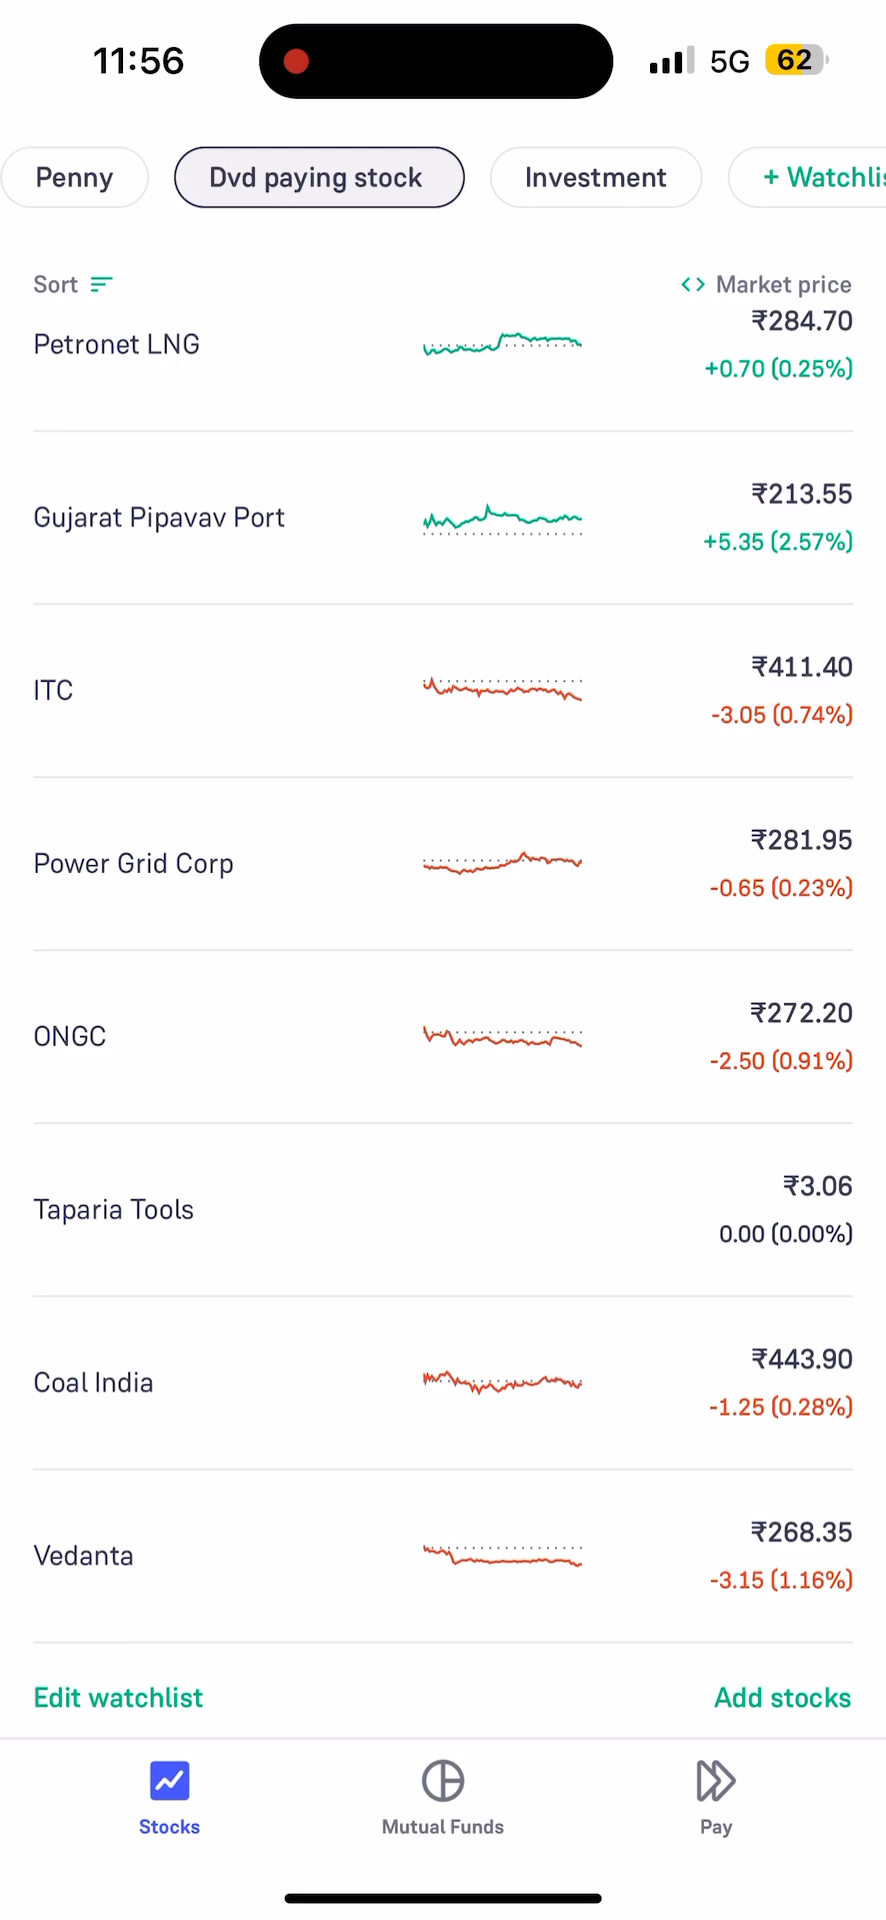 11:56
5G
62
Penny
Dvd paying stock
Investment
+ Watchlis
Sort
Market price
Petronet LNG
₹284.70
+0.70 (0.25%)
Gujarat Pipavav Port
₹213.55
+5.35 (2.57%)
ITC
₹411.40
-3.05 (0.74%)
Power Grid Corp
₹281.95
-0.65 (0.23%)
ONGC
₹272.20
-2.50 (0.91%)
Taparia Tools
₹3.06
0.00 (0.00%)
Coal India
₹443.90
-1.25 (0.28%)
Vedanta
₹268.35
-3.15 (1.16%)
Edit watchlist
Add stocks
Stocks
Mutual Funds
Pay